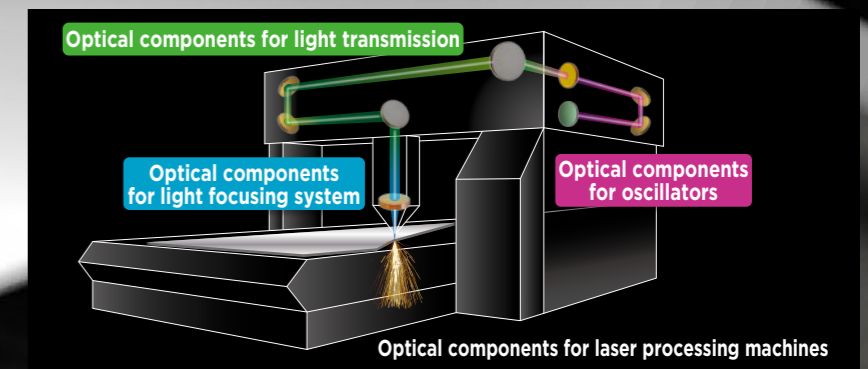 Optical components for light transmission
Optical components
for light focusing system
Optical components
for oscillators
Optical components for laser processing machines